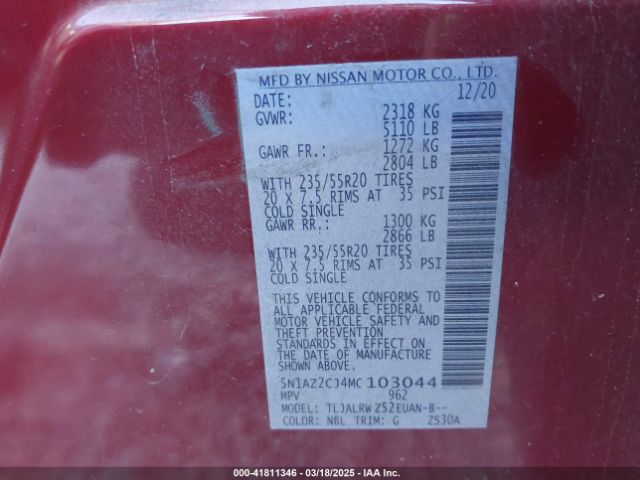 MFD BY NISSAN MOTOR CO., LTD.
DATE: 12/20
GVWR: 2318 KG
5110 LB
GAWR FR.: 1272 KG
2804 LB
WITH 235/55R20 TIRES
20 X 7.5 RIMS AT 35 PSI
COLD SINGLE
GAWR RR.: 1300 KG
2866 LB
WITH 235/55R20 TIRES
20 X 7.5 RIMS AT 35 PSI
COLD SINGLE
THIS VEHICLE CONFORMS TO
ALL APPLICABLE FEDERAL
MOTOR VEHICLE SAFETY AND
THEFT PREVENTION
STANDARDS IN EFFECT ON
THE DATE OF MANUFACTURE
SHOWN ABOVE.
5N1AZ2CJ4MC103044
MPV 962
MODEL: TLJALRWZ52EUAN-B--
COLOR: NBL TRIM: G ZS30A
000-41811346 | 03/18/2025 | IAA Inc.